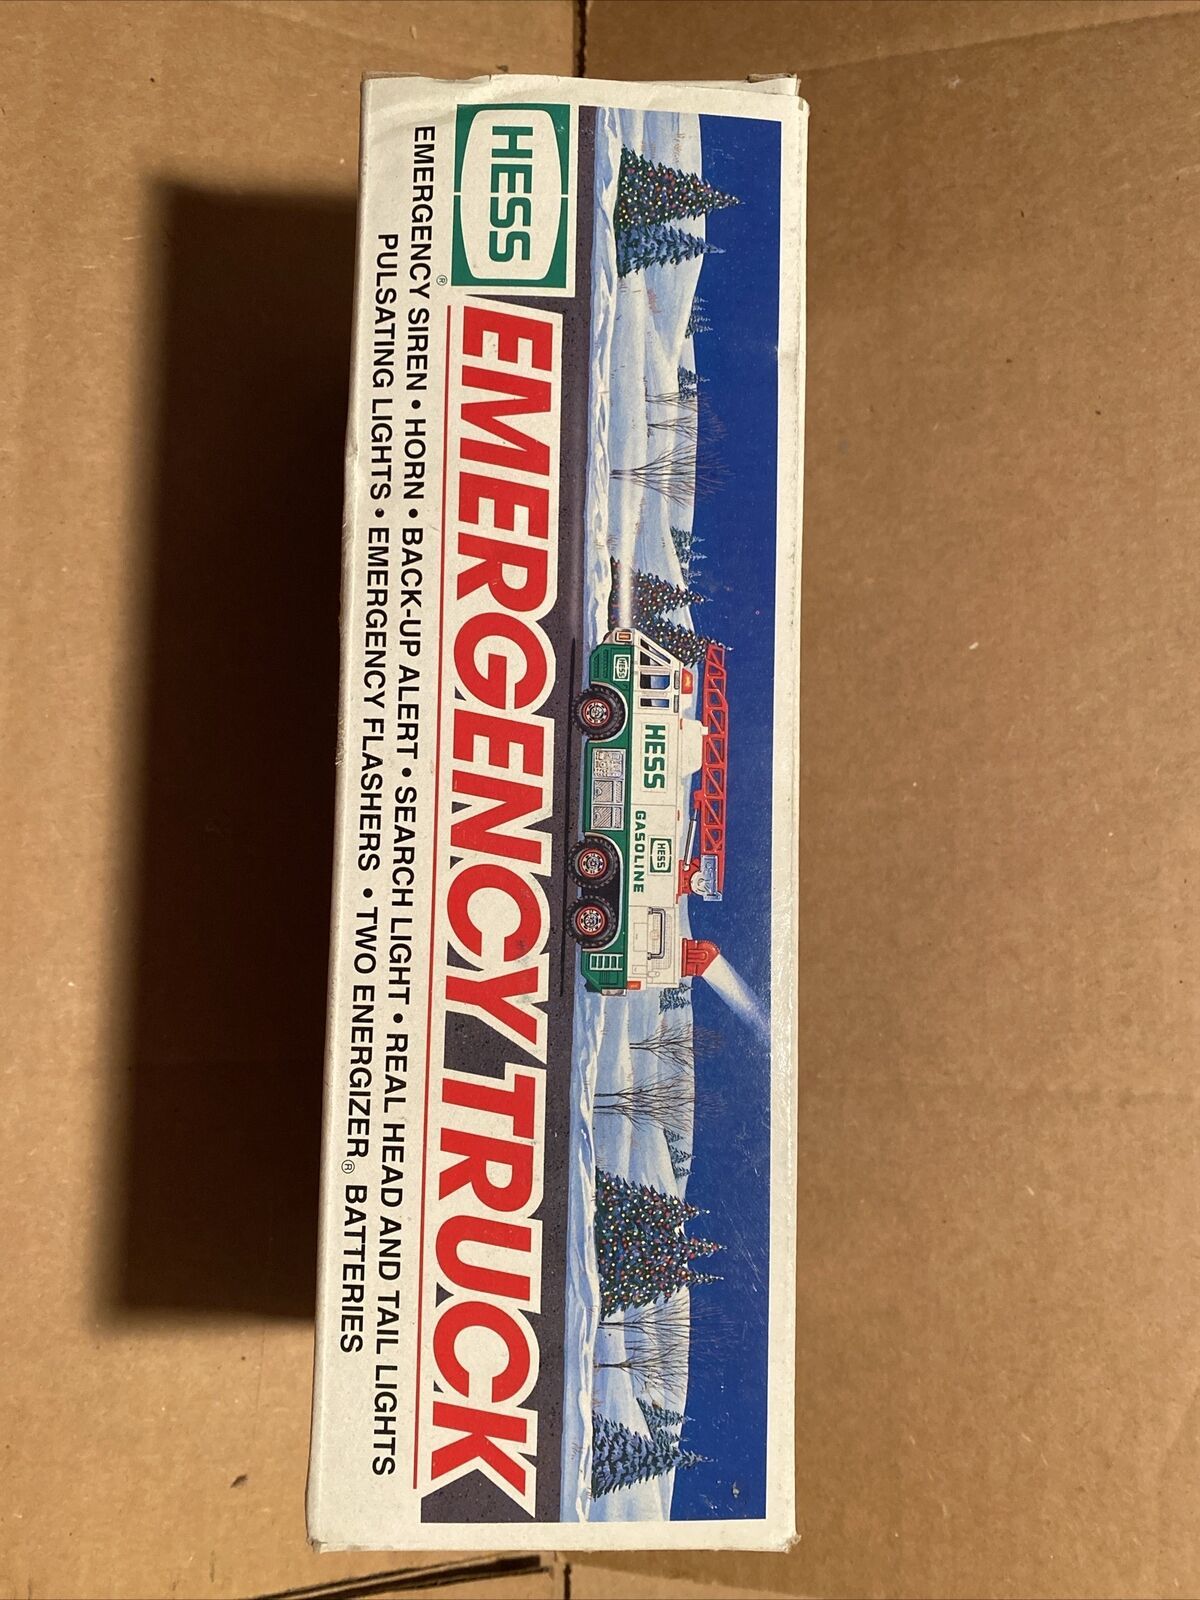 HESS
GASOLINE
HESS
HESS
HESS
EMERGENCY TRUCK
®
EMERGENCY SIREN • HORN • BACK-UP ALERT • SEARCH LIGHT • REAL HEAD AND TAIL LIGHTS
PULSATING LIGHTS • EMERGENCY FLASHERS • TWO ENERGIZER® BATTERIES